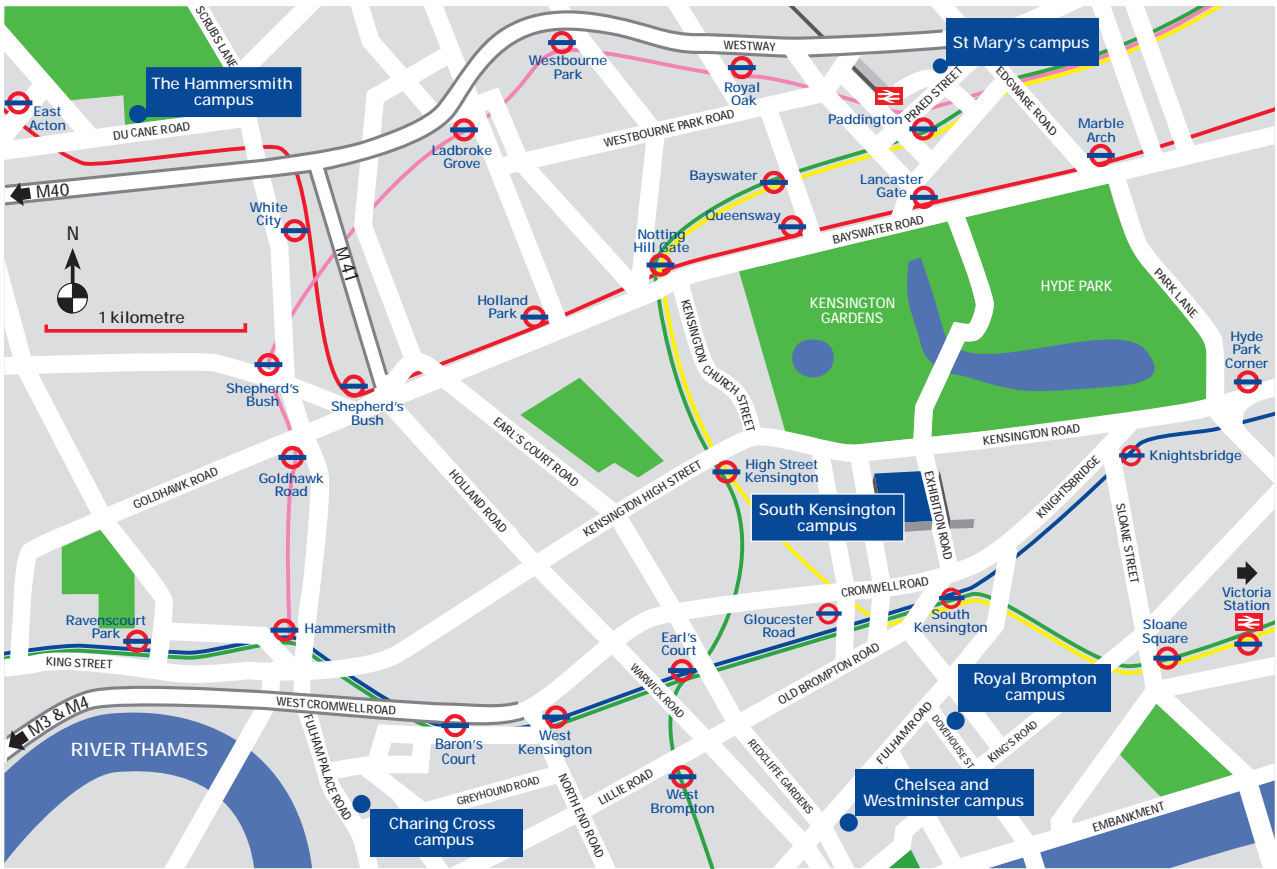 SCRUBS LANE
WESTWAY
St Mary's campus
Westbourne
Park
Royal
Oak
The Hammersmith
campus
East
Acton
DU CANE ROAD
Ladbroke
Grove
WESTBOURNE PARK ROAD
Paddington
PRAED STREET
EDGWARE ROAD
Marble
Arch
M40
White
City
Bayswater
Lancaster
Gate
Queensway
BAYSWATER ROAD
Notting
Hill Gate
N
M 41
1 kilometre
Holland
Park
KENSINGTON
GARDENS
HYDE PARK
PARK LANE
KENSINGTON CHURCH STREET
Hyde
Park
Corner
Shepherd's
Bush
Shepherd's
Bush
EARL'S COURT ROAD
KENSINGTON ROAD
Knightsbridge
GOLDHAWK ROAD
Goldhawk
Road
HOLLAND ROAD
KENSINGTON HIGH STREET
High Street
Kensington
South Kensington
campus
EXHIBITION ROAD
KNIGHTSBRIDGE
SLOANE STREET
CROMWELL ROAD
Victoria
Station
Ravenscourt
Park
Hammersmith
KING STREET
Gloucester
Road
South
Kensington
Sloane
Square
Earl's
Court
WARWICK ROAD
OLD BROMPTON ROAD
Royal Brompton
campus
M3 & M4
WEST CROMWELL ROAD
RIVER THAMES
FULHAM PALACE ROAD
Baron's
Court
West
Kensington
FULHAM ROAD
DOVEHOUSE ST
KING'S ROAD
REDCLIFFE GARDENS
GREYHOUND ROAD
LILLIE ROAD
NORTH END ROAD
West
Brompton
Chelsea and
Westminster campus
EMBANKMENT
Charing Cross
campus